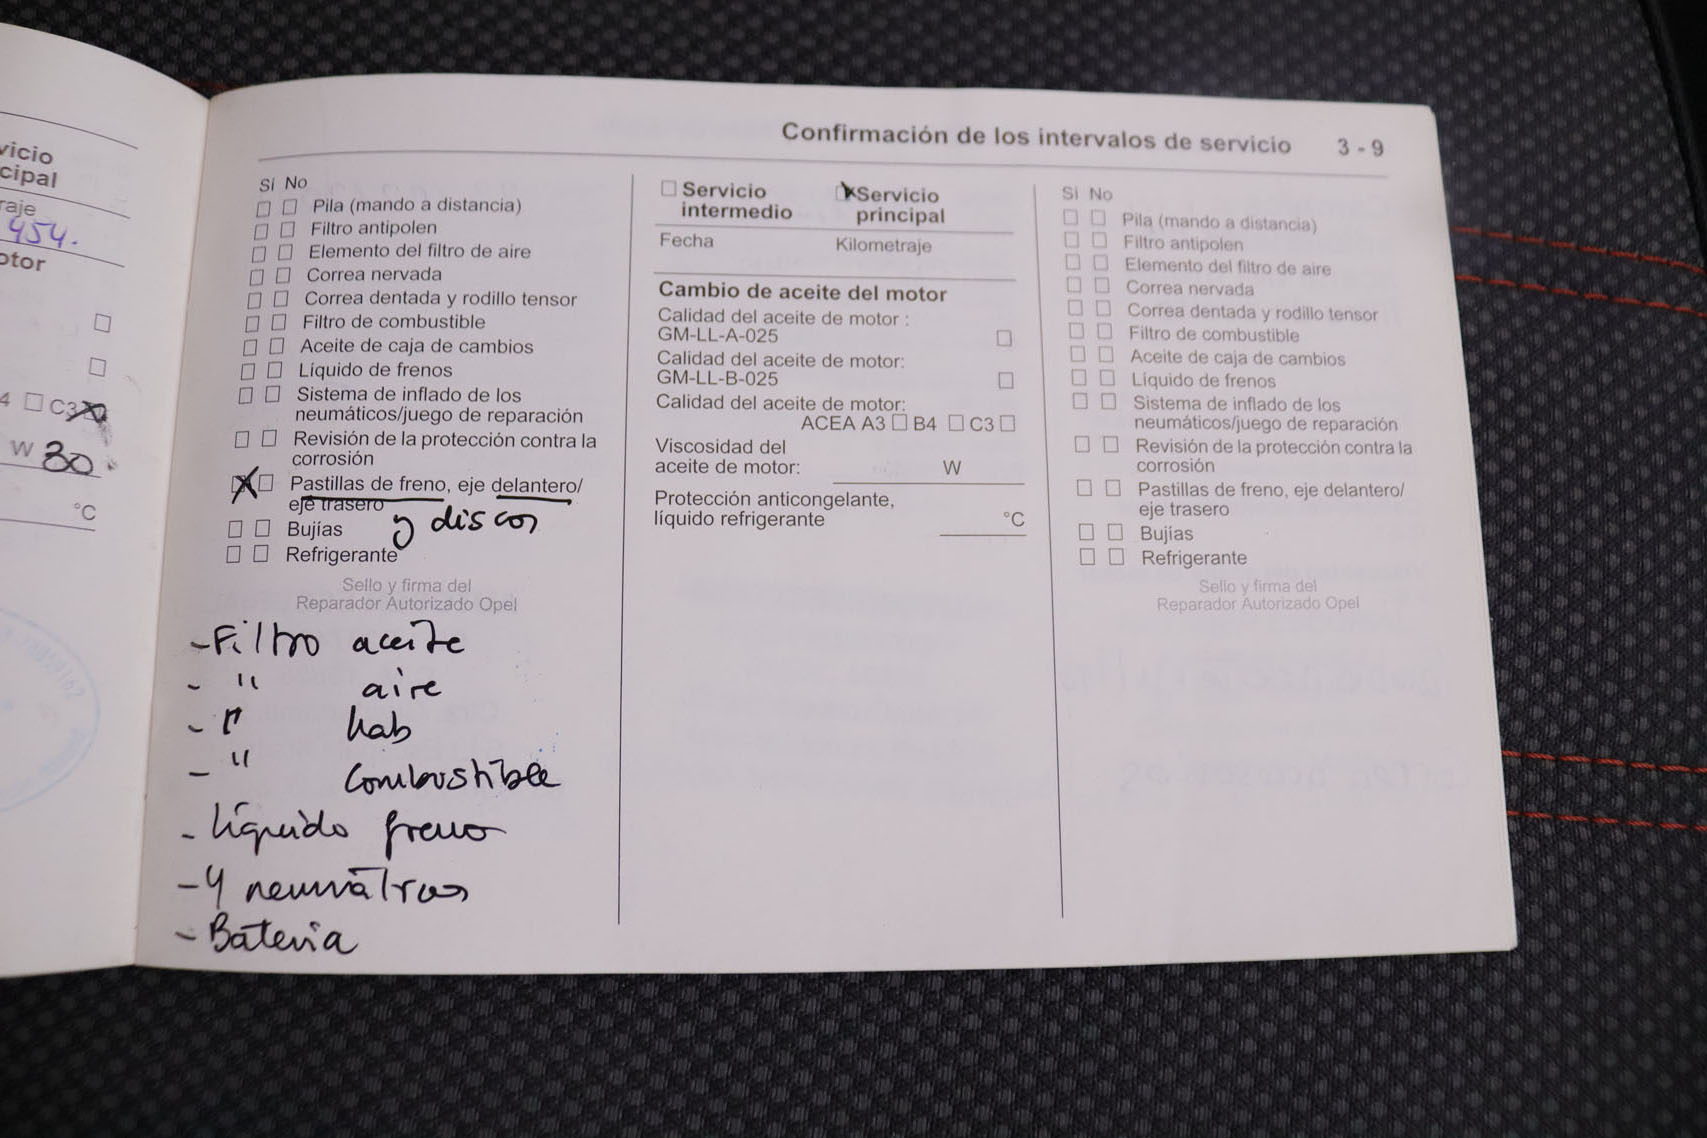 vicio
cipal
raje
454.
otor
4 □ C3
W 30
°C
Confirmación de los intervalos de servicio 3 - 9
Sí No
Pila (mando a distancia)
Filtro antipolen
Elemento del filtro de aire
Correa nervada
Correa dentada y rodillo tensor
Filtro de combustible
Aceite de caja de cambios
Líquido de frenos
Sistema de inflado de los
neumáticos/juego de reparación
Revisión de la protección contra la
corrosión
Pastillas de freno, eje delantero/
eje trasero
y discos
Bujías
Refrigerante
Sello y firma del
Reparador Autorizado Opel
- Filtro aceite
- " aire
- " hab
- " combustible
- líquido freno
- 4 neumátcos
- Bateria
Servicio
intermedio
Servicio
principal
Fecha Kilometraje
Cambio de aceite del motor
Calidad del aceite de motor :
GM-LL-A-025
Calidad del aceite de motor:
GM-LL-B-025
Calidad del aceite de motor:
ACEA A3 □ B4 □ C3 □
Viscosidad del
aceite de motor: W
Protección anticongelante,
líquido refrigerante °C
Si No
Pila (mando a distancia)
Filtro antipolen
Elemento del filtro de aire
Correa nervada
Correa dentada y rodillo tensor
Filtro de combustible
Aceite de caja de cambios
Líquido de frenos
Sistema de inflado de los
neumáticos/juego de reparación
Revisión de la protección contra la
corrosión
Pastillas de freno, eje delantero/
eje trasero
Bujías
Refrigerante
Sello y firma del
Reparador Autorizado Opel